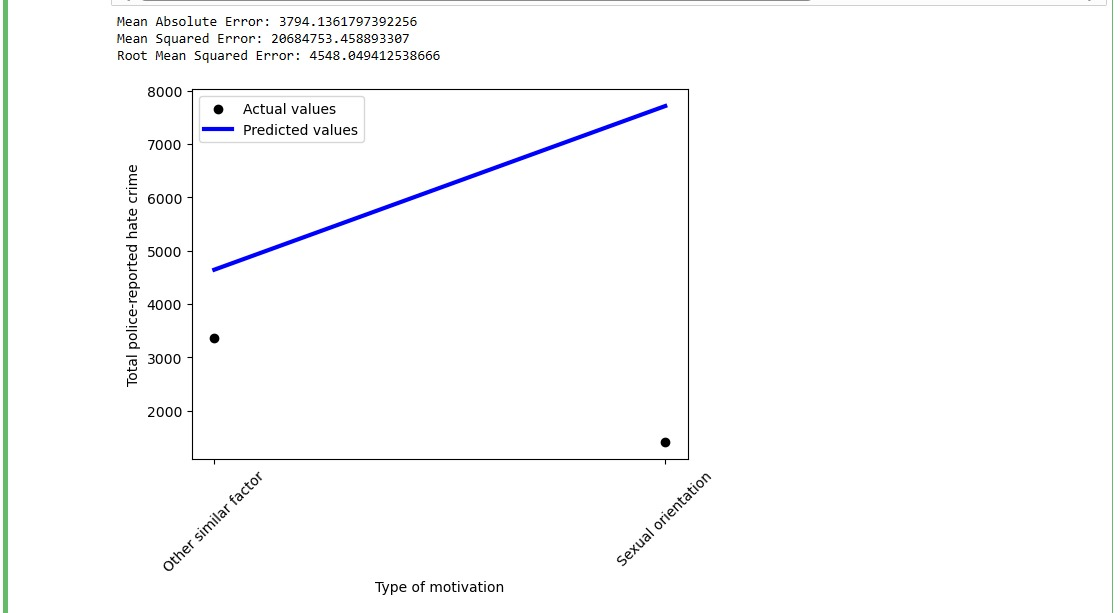 Mean Absolute Error: 3794.1361797392256
Mean Squared Error: 20684753.458893307
Root Mean Squared Error: 4548.049412538666
8000
Actual values
Predicted values
7000
6000
5000
4000
3000
2000
Total police-reported hate crime
Other similar factor
Sexual orientation
Type of motivation